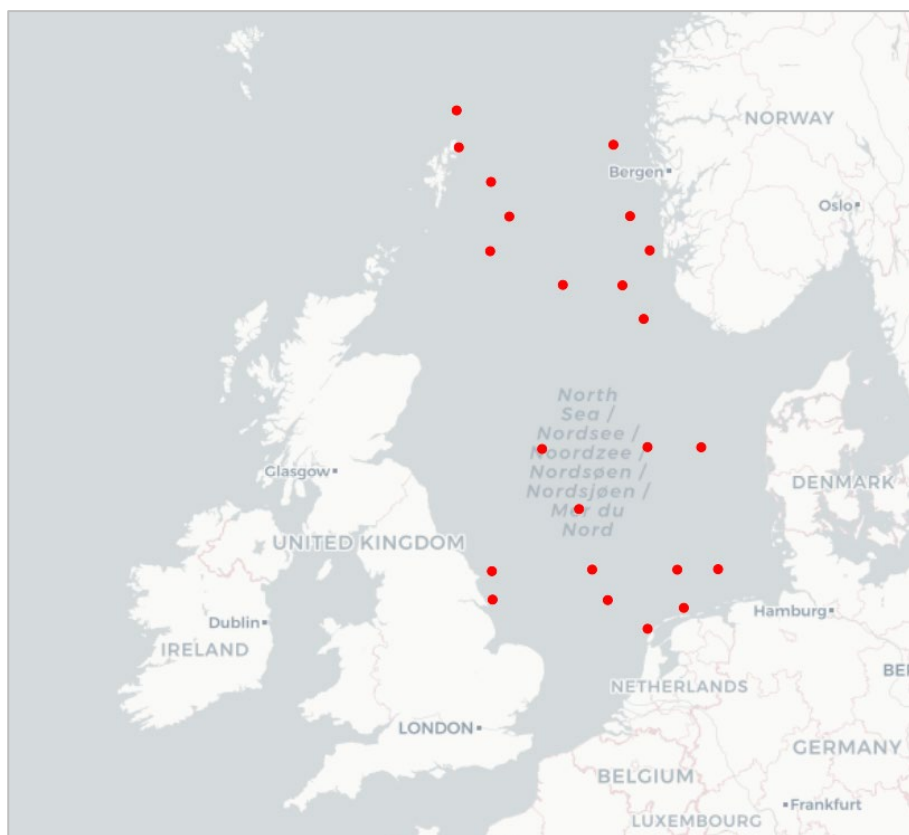 NORWAY
Bergen
Oslo
North
Sea /
Nordsee /
Noordzee /
Nordsøen /
Nordsjøen /
Mer du
Nord
Glasgow
DENMARK
UNITED KINGDOM
Hamburg
Dublin
IRELAND
BE
NETHERLANDS
LONDON
GERMANY
BELGIUM
Frankfurt
LUXEMBOURG